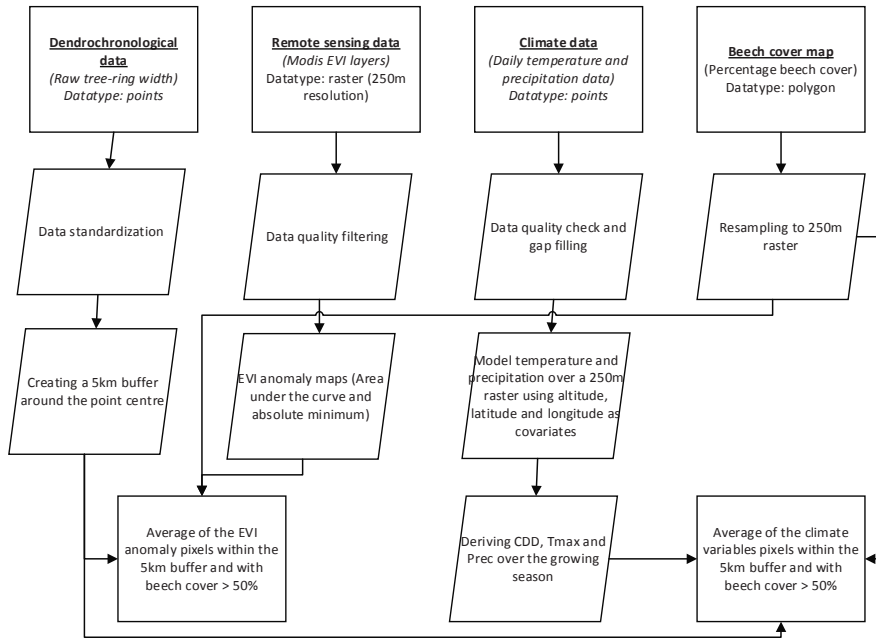 Dendrochronological
data
(Raw tree-ring width)
Datatype: points
Remote sensing data
(Modis EVI layers)
Datatype: raster (250m
resolution)
Climate data
(Daily temperature and
precipitation data)
Datatype: points
Beech cover map
(Percentage beech cover)
Datatype: polygon
Data standardization
Data quality filtering
Data quality check and
gap filling
Resampling to 250m
raster
Creating a 5km buffer
around the point centre
EVI anomaly maps (Area
under the curve and
absolute minimum)
Model temperature and
precipitation over a 250m
raster using altitude,
latitude and longitude as
covariates
Average of the EVI
anomaly pixels within the
5km buffer and with
beech cover > 50%
Deriving CDD, Tmax and
Prec over the growing
season
Average of the climate
variables pixels within the
5km buffer and with
beech cover > 50%